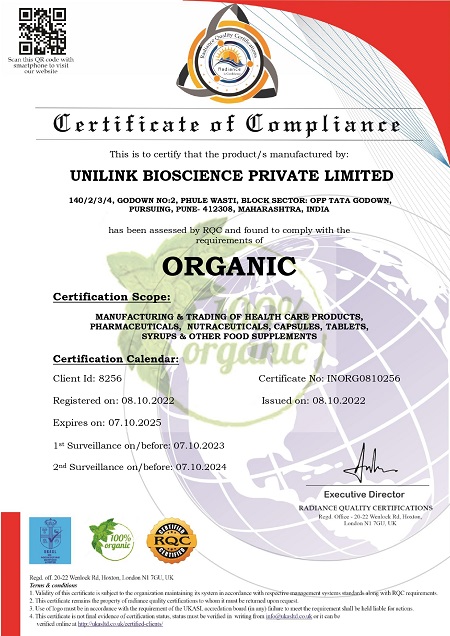 Scan this QR code with
smartphone to visit
our website
Radiance Quality Certifications
Radiance
Certificate of Compliance
This is to certify that the product/s manufactured by:
UNILINK BIOSCIENCE PRIVATE LIMITED
140/2/3/4, GODOWN NO:2, PHULE WASTI, BLOCK SECTOR: OPP TATA GODOWN,
PURSUING, PUNE- 412308, MAHARASHTRA, INDIA
has been assessed by RQC and found to comply with the
requirements of
ORGANIC
100%
organic
Certification Scope:
MANUFACTURING & TRADING OF HEALTH CARE PRODUCTS,
PHARMACEUTICALS, NUTRACEUTICALS, CAPSULES, TABLETS,
SYRUPS & OTHER FOOD SUPPLEMENTS
Certification Calendar:
Client Id: 8256 Certificate No: INORG0810256
Registered on: 08.10.2022 Issued on: 08.10.2022
Expires on: 07.10.2025
1st Surveillance on/before: 07.10.2023
2nd Surveillance on/before: 07.10.2024
Executive Director
RADIANCE QUALITY CERTIFICATIONS
Regd. Office - 20-22 Wenlock Rd, Hoxton,
London N1 7GU, UK
100%
organic
CERTIFIED
RQC
CERTIFIED
Regd. off. 20-22 Wenlock Rd, Hoxton, London N1 7GU, UK
Terms & conditions
1. Validity of this certificate is subject to the organization maintaining its system in accordance with respective management systems standards along with RQC requirements.
2. This certificate remains the property of radiance quality certifications to whom it must be returned upon request.
3. Use of logo must be in accordance with the requirement of the UKASL accredation bound (in any) failure to meet the requirement shall be held liable for actions.
4. This certificate is not final evidence of certification status, status must be verified in writing from info@ukashd.co.uk or it can be
verified online at http://ukashd.co.uk/certified-clients/